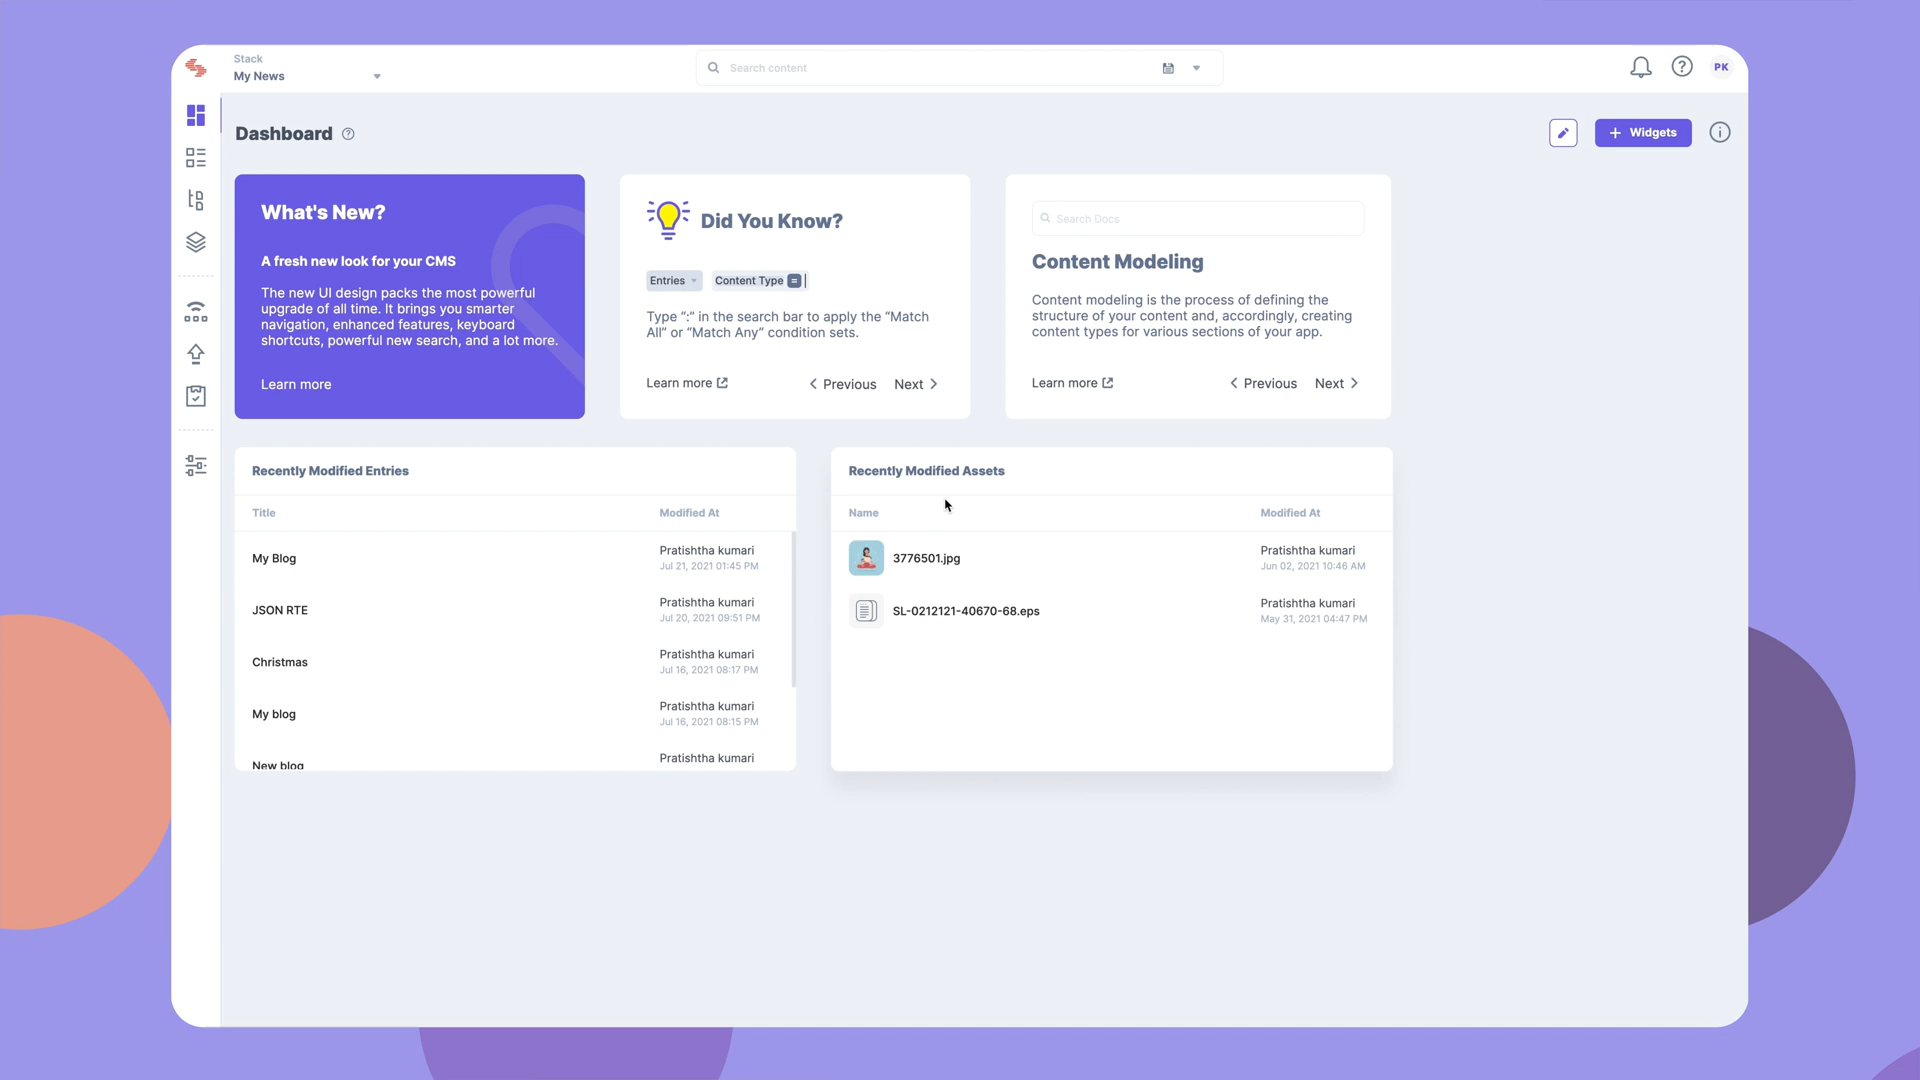 Stack
My News
Search content
PK
Dashboard
+ Widgets
What's New?
A fresh new look for your CMS
The new UI design packs the most powerful
upgrade of all time. It brings you smarter
navigation, enhanced features, keyboard
shortcuts, powerful new search, and a lot more.
Learn more
Did You Know?
Entries Content Type =
Type “:” in the search bar to apply the “Match
All” or “Match Any” condition sets.
Learn more
Previous Next
Search Docs
Content Modeling
Content modeling is the process of defining the
structure of your content and, accordingly, creating
content types for various sections of your app.
Learn more
Previous Next
Recently Modified Entries
Title Modified At
My Blog
Pratishtha kumari
Jul 21, 2021 01:45 PM
JSON RTE
Pratishtha kumari
Jul 20, 2021 09:51 PM
Christmas
Pratishtha kumari
Jul 16, 2021 08:17 PM
My blog
Pratishtha kumari
Jul 16, 2021 08:15 PM
New blog
Pratishtha kumari
Recently Modified Assets
Name Modified At
3776501.jpg
Pratishtha kumari
Jun 02, 2021 10:46 AM
SL-0212121-40670-68.eps
Pratishtha kumari
May 31, 2021 04:47 PM